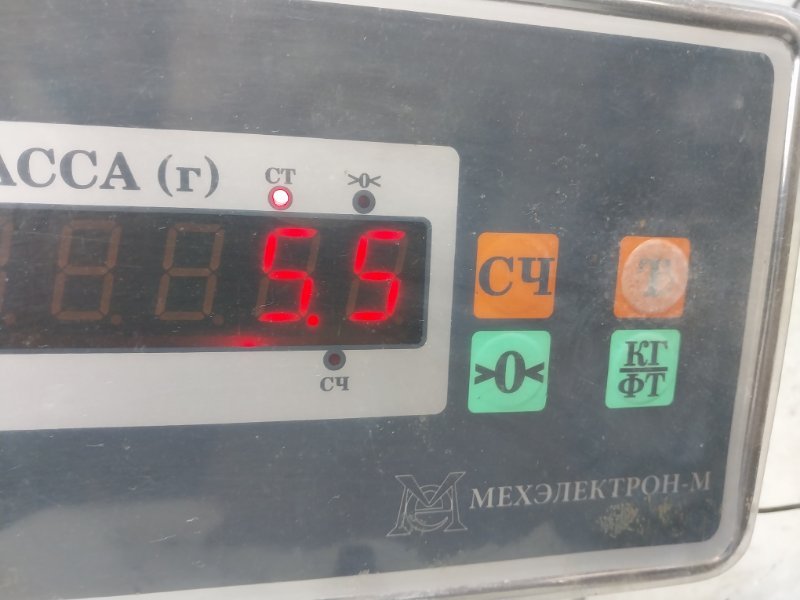 АССА (г)
СТ >0<
5.5
СЧ
СЧ Т
>0< КГ
ФТ
МЕХЭЛЕКТРОН-М